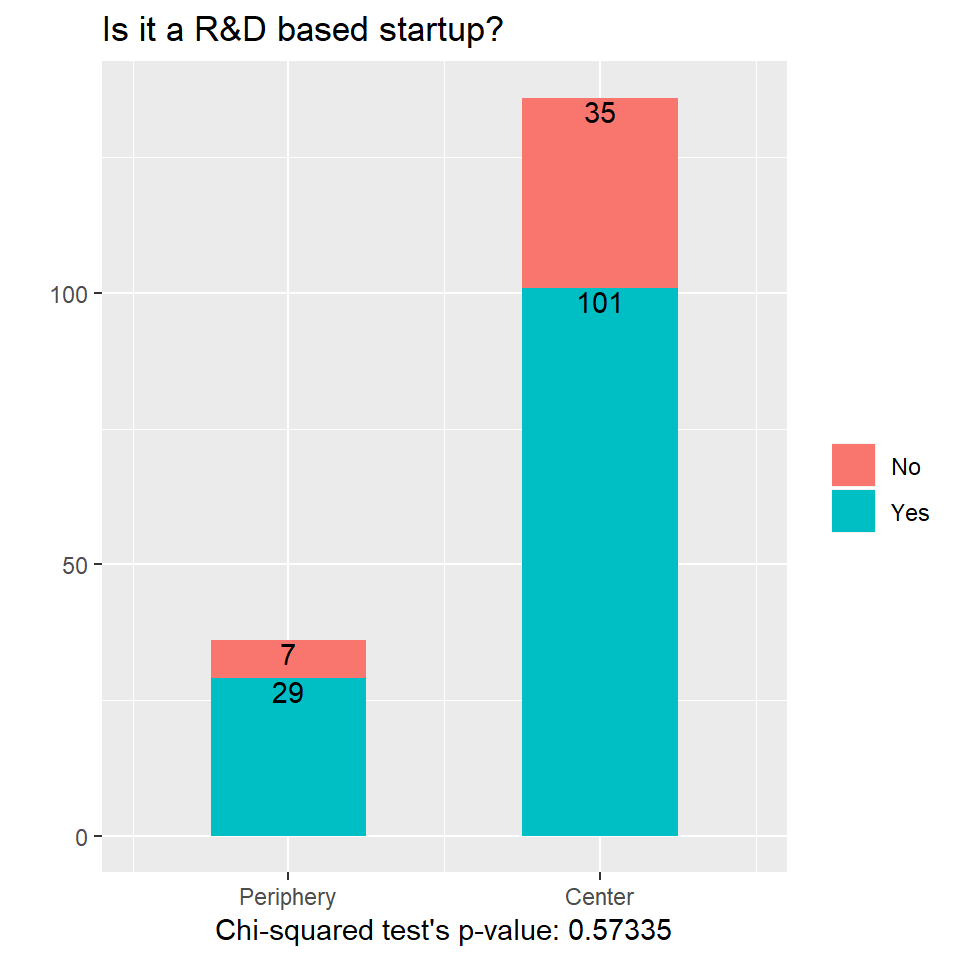 Is it a R&D based startup?
35
100
101
No
Yes
50
7
29
0
Periphery Center
Chi-squared test's p-value: 0.57335